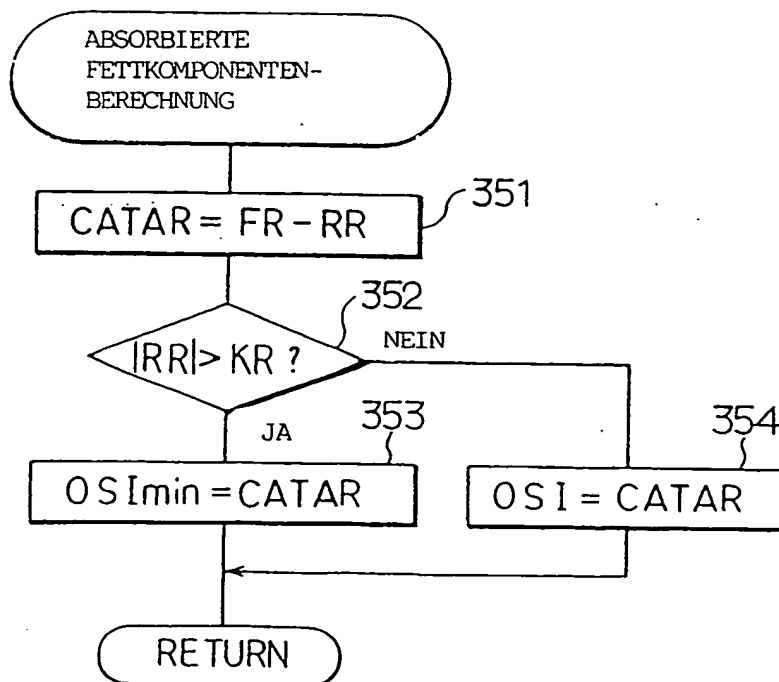 ABSORBIERTE
FETTKOMPONENTEN-
BERECHNUNG
351
CATAR = FR - RR
352
|RR| > KR ?
NEIN
JA
353
354
OSImin = CATAR
OSI = CATAR
RETURN